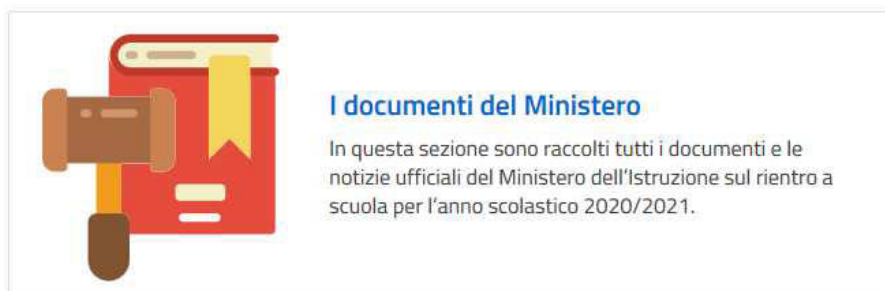 I documenti del Ministero
In questa sezione sono raccolti tutti i documenti e le
notizie ufficiali del Ministero dell'Istruzione sul rientro a
scuola per l'anno scolastico 2020/2021.